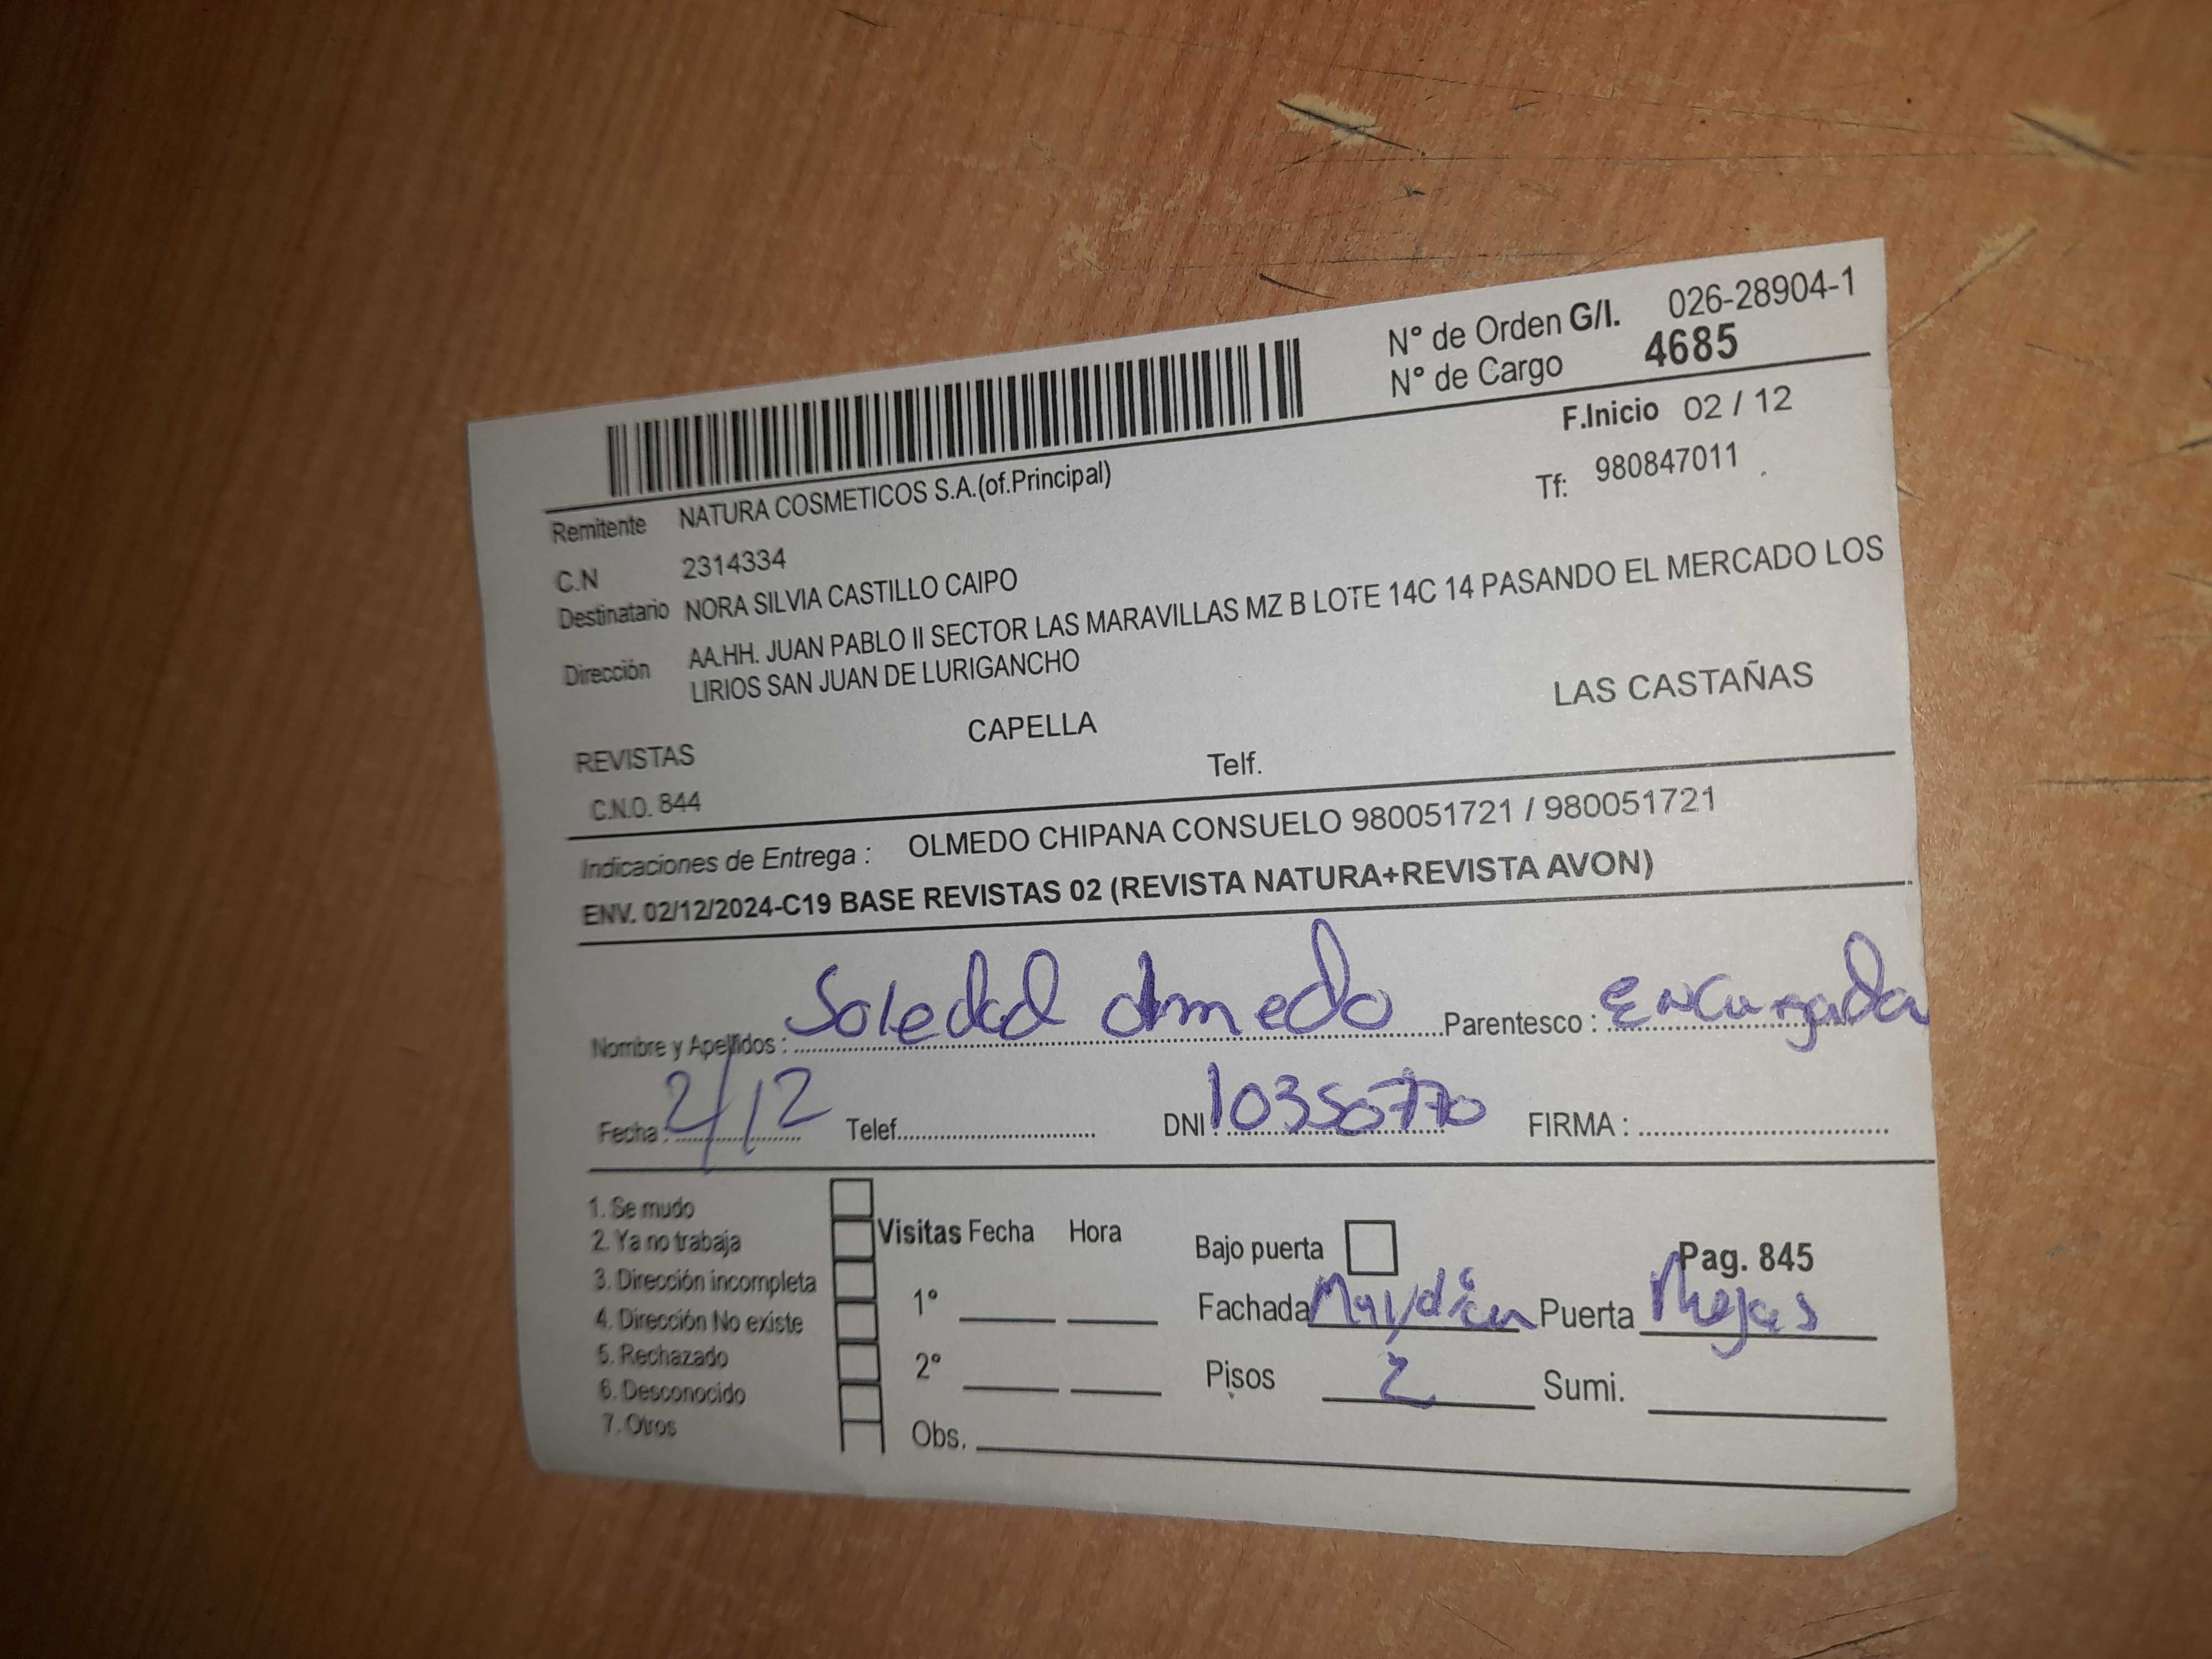 N° de Orden G/I. 026-28904-1
N° de Cargo 4685
F.Inicio 02 / 12
Remitente NATURA COSMETICOS S.A.(of.Principal)
Tf: 980847011
C.N 2314334
Destinatario NORA SILVIA CASTILLO CAIPO
Dirección AA.HH. JUAN PABLO II SECTOR LAS MARAVILLAS MZ B LOTE 14C 14 PASANDO EL MERCADO LOS
LIRIOS SAN JUAN DE LURIGANCHO
REVISTAS CAPELLA LAS CASTAÑAS
C.N.O. 844 Telf.
Indicaciones de Entrega : OLMEDO CHIPANA CONSUELO 980051721 / 980051721
ENV. 02/12/2024-C19 BASE REVISTAS 02 (REVISTA NATURA+REVISTA AVON)
Nombre y Apellidos : Soledad Olmedo Parentesco : Encargada
Fecha : 2/12 Telef. DNI : 10350770 FIRMA :
1. Se mudo
2. Ya no trabaja
3. Dirección incompleta
4. Dirección No existe
5. Rechazado
6. Desconocido
7. Otros
Visitas Fecha Hora
1°
2°
Obs.
Bajo puerta Pag. 845
Fachada Puerta Rejas
Pisos 2 Sumi.